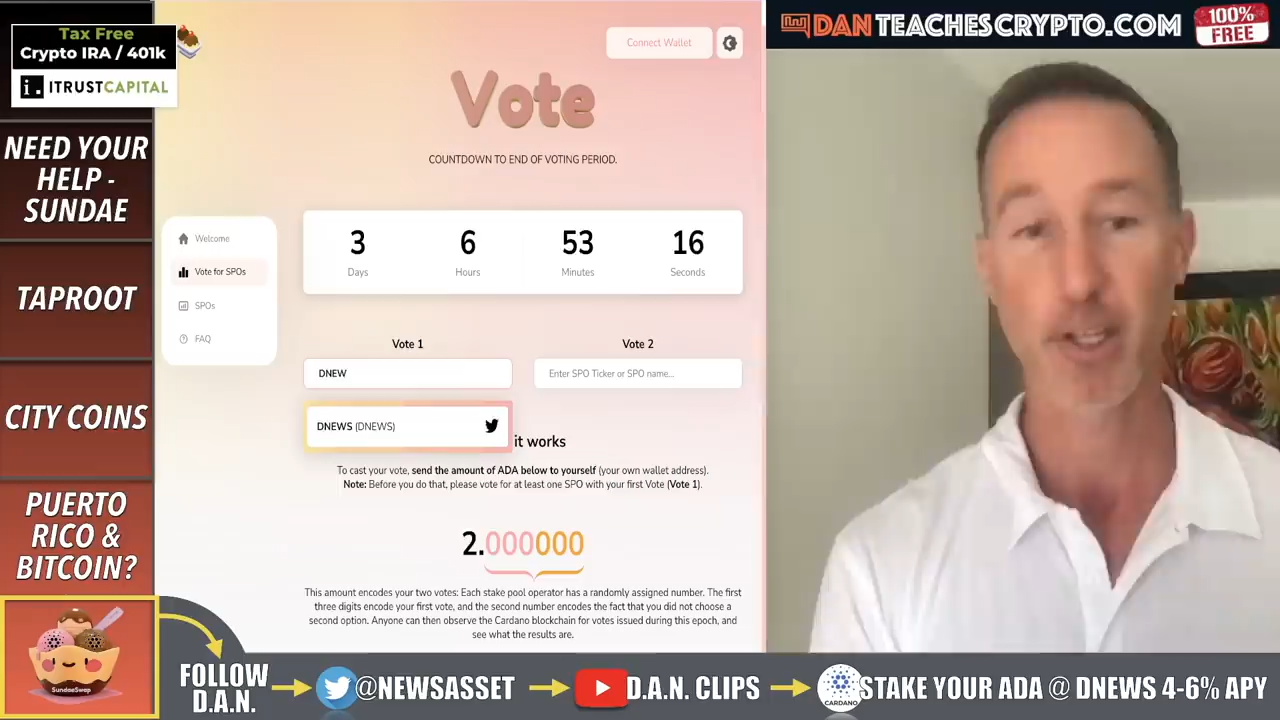 Tax Free
Crypto IRA / 401k
i. ITRUSTCAPITAL
NEED YOUR
HELP -
SUNDAE
TAPROOT
CITY COINS
PUERTO
RICO &
BITCOIN?
SundaeSwap
Connect Wallet
Vote
COUNTDOWN TO END OF VOTING PERIOD.
Welcome
Vote for SPOs
SPOs
FAQ
3 6 53 16
Days Hours Minutes Seconds
Vote 1 Vote 2
DNEW Enter SPO Ticker or SPO name...
DNEWS (DNEWS)
it works
To cast your vote, send the amount of ADA below to yourself (your own wallet address).
Note: Before you do that, please vote for at least one SPO with your first Vote (Vote 1).
2.000000
This amount encodes your two votes: Each stake pool operator has a randomly assigned number. The first
three digits encode your first vote, and the second number encodes the fact that you did not choose a
second option. Anyone can then observe the Cardano blockchain for votes issued during this epoch, and
see what the results are.
DANTEACHESCRYPTO.COM
100%
FREE
FOLLOW
D.A.N.
@NEWSASSET
D.A.N. CLIPS
CARDANO
STAKE YOUR ADA @ DNEWS 4-6% APY